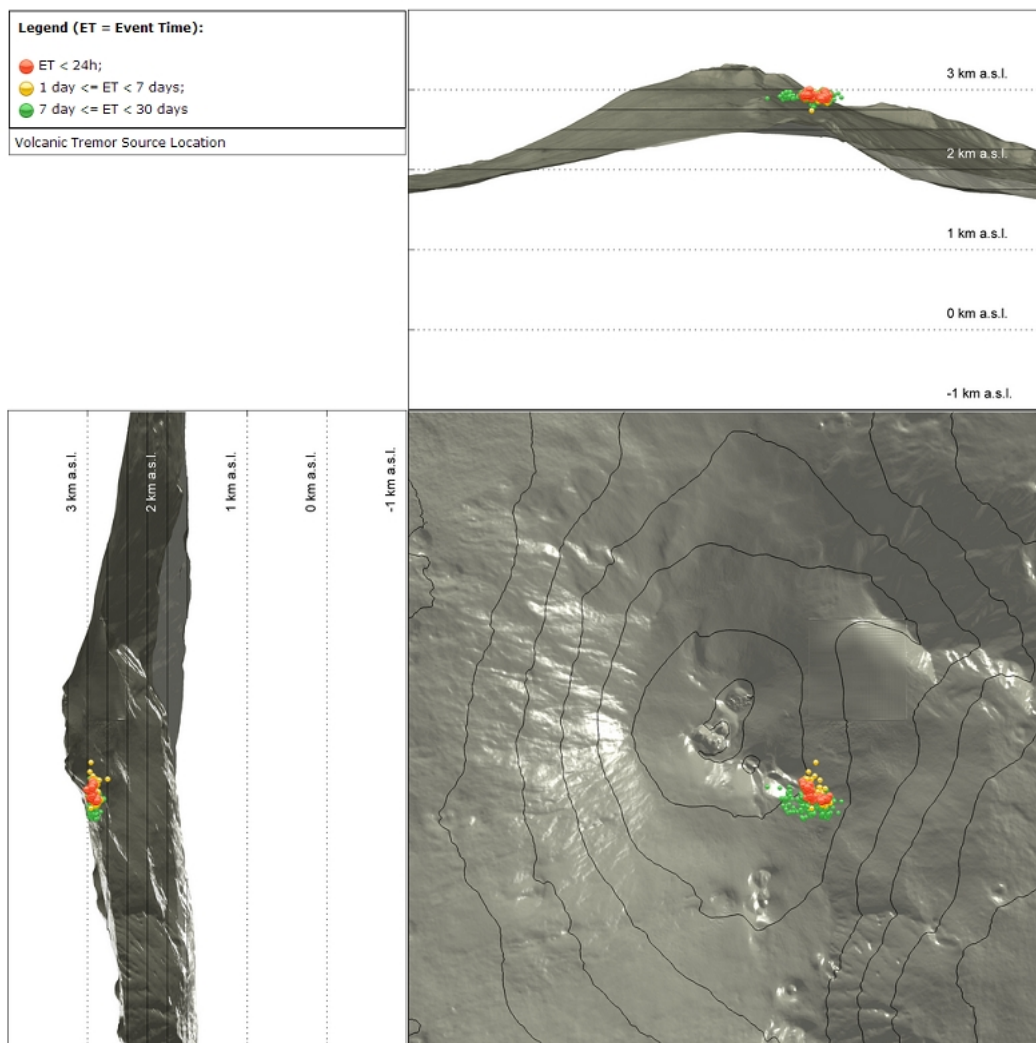 Legend (ET = Event Time):
ET < 24h;
1 day <= ET < 7 days;
7 day <= ET < 30 days
Volcanic Tremor Source Location
3 km a.s.l.
2 km a.s.l.
1 km a.s.l.
0 km a.s.l.
-1 km a.s.l.
3 km a.s.l.
2 km a.s.l.
1 km a.s.l.
0 km a.s.l.
-1 km a.s.l.